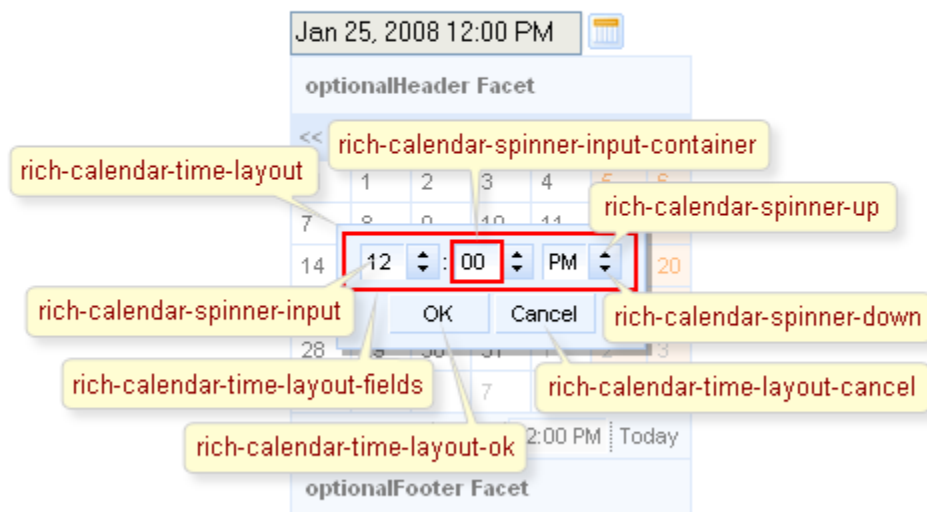 Jan 25, 2008 12:00 PM
optionalHeader Facet
<<
rich-calendar-spinner-input-container
rich-calendar-time-layout
1 2 3 4 5 6
rich-calendar-spinner-up
7 8 9 10 11
14 12 : 00 PM 20
rich-calendar-spinner-input
OK Cancel
rich-calendar-spinner-down
28 29 30 31 1 2 3
rich-calendar-time-layout-fields
7
rich-calendar-time-layout-cancel
2:00 PM Today
rich-calendar-time-layout-ok
optionalFooter Facet